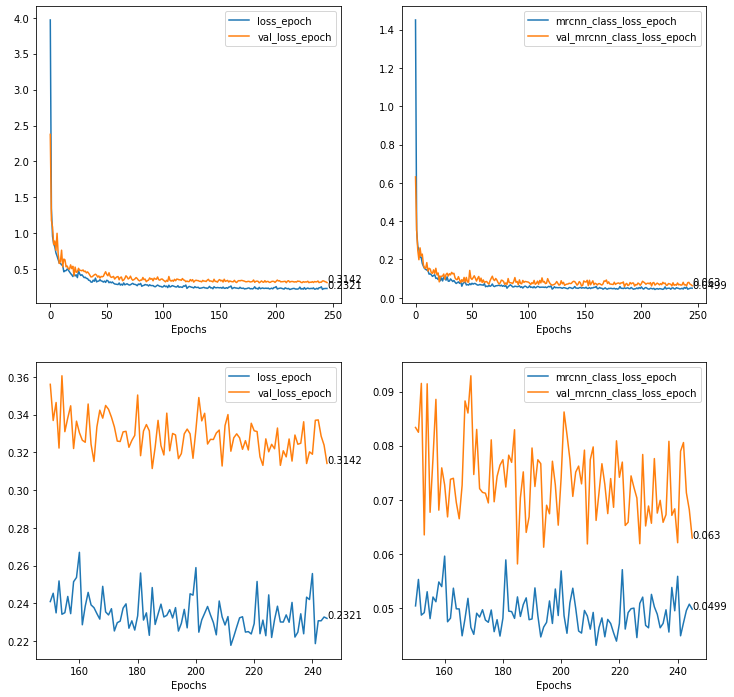 4.0
3.5
3.0
2.5
2.0
1.5
1.0
0.5
0 50 100 150 200 250
Epochs
loss_epoch
val_loss_epoch
0.3142
0.2321
1.4
1.2
1.0
0.8
0.6
0.4
0.2
0.0
0 50 100 150 200 250
Epochs
mrcnn_class_loss_epoch
val_mrcnn_class_loss_epoch
0.063
0.0499
0.36
0.34
0.32
0.30
0.28
0.26
0.24
0.22
160 180 200 220 240
Epochs
loss_epoch
val_loss_epoch
0.3142
0.2321
0.09
0.08
0.07
0.06
0.05
160 180 200 220 240
Epochs
mrcnn_class_loss_epoch
val_mrcnn_class_loss_epoch
0.063
0.0499